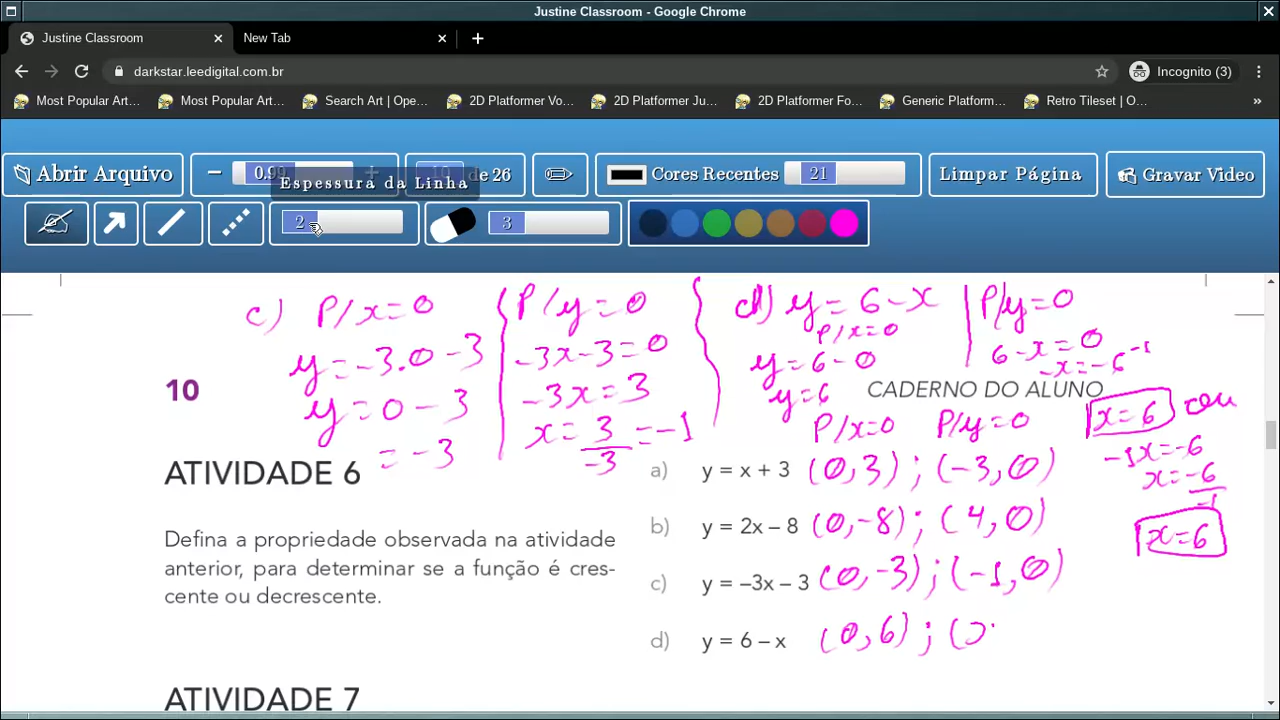 Justine Classroom - Google Chrome
Justine Classroom
New Tab
darkstar.leedigital.com.br
Incognito (3)
Most Popular Art…
Most Popular Art…
Search Art | Ope…
2D Platformer Vo…
2D Platformer Ju…
2D Platformer Fo…
Generic Platform…
Retro Tileset | O…
»
Abrir Arquivo
0.99
10 de 26
Cores Recentes
21
Limpar Página
Gravar Video
Espessura da Linha
2
3
c) P/x=0
y=-3.0-3
y=0-3
=-3
P/y=0
-3x-3=0
-3x=3
x=3/-3=-1
d) y=6-x
P/x=0
y=6-0
y=6
P/y=0
6-x=0
-x=-6 -1
x=6 ou
-1x=-6
x=-6/-1
x=6
10
CADERNO DO ALUNO
ATIVIDADE 6
Defina a propriedade observada na atividade
anterior, para determinar se a função é cres-
cente ou decrescente.
P/x=0 P/y=0
a) y = x + 3 (0,3) ; (-3,0)
b) y = 2x – 8 (0,-8) ; (4,0)
c) y = –3x – 3 (0,-3) ; (-1,0)
d) y = 6 – x (0,6) ; (
ATIVIDADE 7